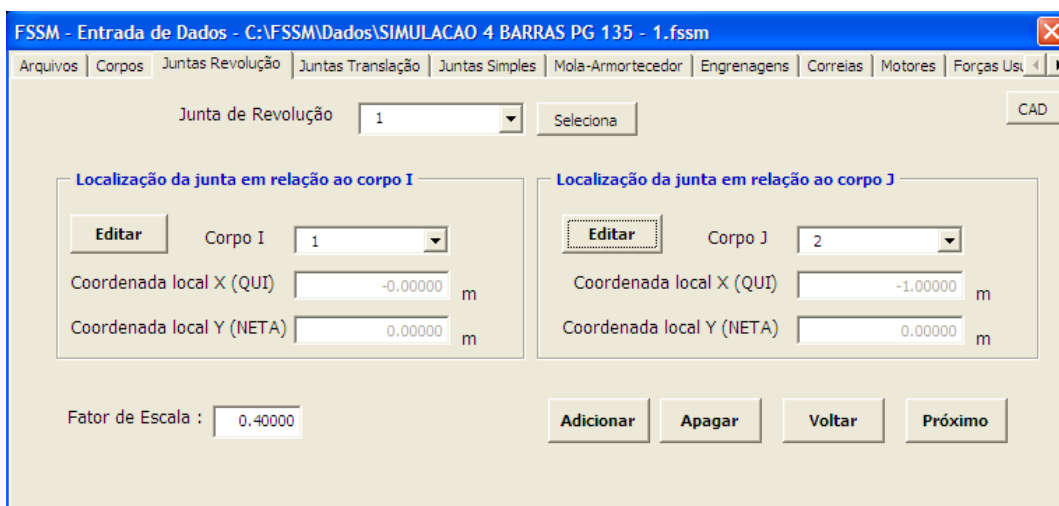 FSSM - Entrada de Dados - C:\FSSM\Dados\SIMULACAO 4 BARRAS PG 135 - 1.fssm
Arquivos Corpos Juntas Revolução Juntas Translação Juntas Simples Mola-Armortecedor Engrenagens Correias Motores Forças Usu
Junta de Revolução 1 Seleciona CAD
Localização da junta em relação ao corpo I
Editar Corpo I 1
Coordenada local X (QUI) -0.00000 m
Coordenada local Y (NETA) 0.00000 m
Localização da junta em relação ao corpo J
Editar Corpo J 2
Coordenada local X (QUI) -1.00000 m
Coordenada local Y (NETA) 0.00000 m
Fator de Escala : 0.40000
Adicionar Apagar Voltar Próximo